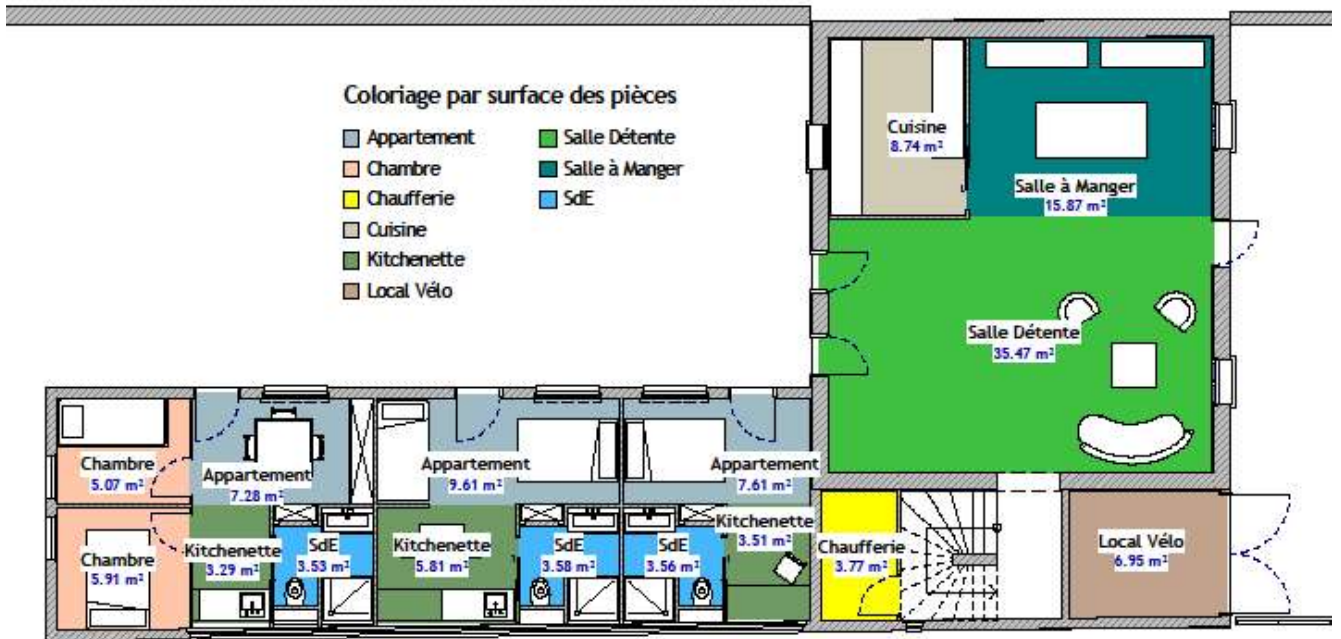 Coloriage par surface des pièces
Appartement
Chambre
Chaufferie
Cuisine
Kitchenette
Local Vélo
Salle Détente
Salle à Manger
SdE
Cuisine
8.74 m²
Salle à Manger
15.87 m²
Salle Détente
35.47 m²
Chambre
5.07 m²
Appartement
7.28 m²
Appartement
9.61 m²
Appartement
7.61 m²
Chambre
5.91 m²
Kitchenette
3.29 m²
SdE
3.53 m²
Kitchenette
5.81 m²
SdE
3.58 m²
SdE
3.56 m²
Kitchenette
3.51 m²
Chaufferie
3.77 m²
Local Vélo
6.95 m²